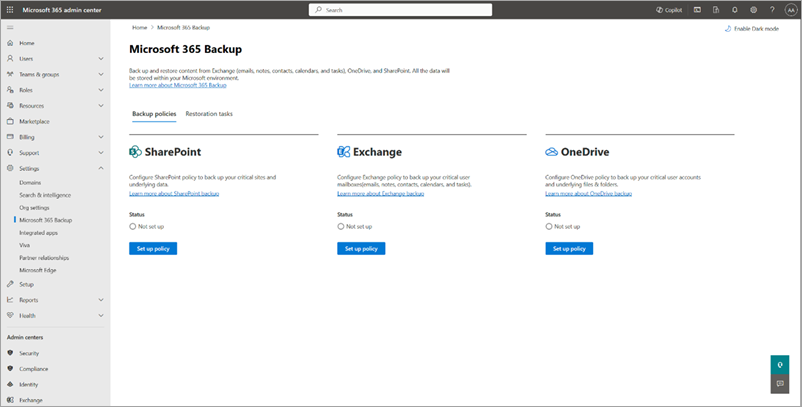 Microsoft 365 admin center
Search
Copilot
AA
Home
Users
Teams & groups
Roles
Resources
Marketplace
Billing
Support
Settings
Domains
Search & intelligence
Org settings
Microsoft 365 Backup
Integrated apps
Viva
Partner relationships
Microsoft Edge
Setup
Reports
Health
Admin centers
Security
Compliance
Identity
Exchange
Home > Microsoft 365 Backup
Enable Dark mode
Microsoft 365 Backup
Back up and restore content from Exchange (emails, notes, contacts, calendars, and tasks), OneDrive, and SharePoint. All the data will
be stored within your Microsoft environment.
Learn more about Microsoft 365 Backup
Backup policies Restoration tasks
SharePoint
Configure SharePoint policy to back up your critical sites and
underlying data.
Learn more about SharePoint backup
Status
Not set up
Set up policy
Exchange
Configure Exchange policy to back up your critical user
mailboxes(emails, notes, contacts, calendars, and tasks).
Learn more about Exchange backup
Status
Not set up
Set up policy
OneDrive
Configure OneDrive policy to back up your critical user accounts
and underlying files & folders.
Learn more about OneDrive backup
Status
Not set up
Set up policy